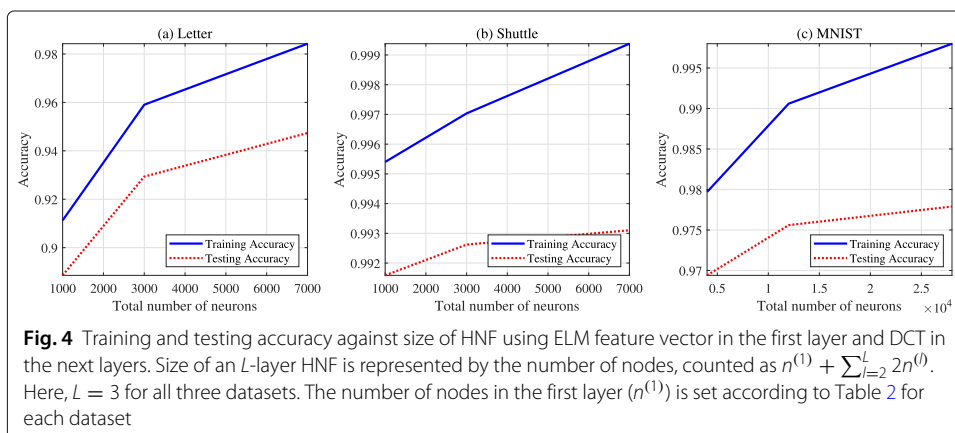 (a) Letter
0.98
0.96
0.94
0.92
0.9
Accuracy
1000 2000 3000 4000 5000 6000 7000
Total number of neurons
Training Accuracy
Testing Accuracy
(b) Shuttle
0.999
0.998
0.997
0.996
0.995
0.994
0.993
0.992
Accuracy
1000 2000 3000 4000 5000 6000 7000
Total number of neurons
Training Accuracy
Testing Accuracy
(c) MNIST
0.995
0.99
0.985
0.98
0.975
0.97
Accuracy
0.5 1 1.5 2 2.5
×10⁴
Total number of neurons
Training Accuracy
Testing Accuracy
Fig. 4 Training and testing accuracy against size of HNF using ELM feature vector in the first layer and DCT in
the next layers. Size of an L-layer HNF is represented by the number of nodes, counted as n⁽¹⁾ + ∑ᴸₗ₌₂ 2n⁽ˡ⁾.
Here, L = 3 for all three datasets. The number of nodes in the first layer (n⁽¹⁾) is set according to Table 2 for
each dataset